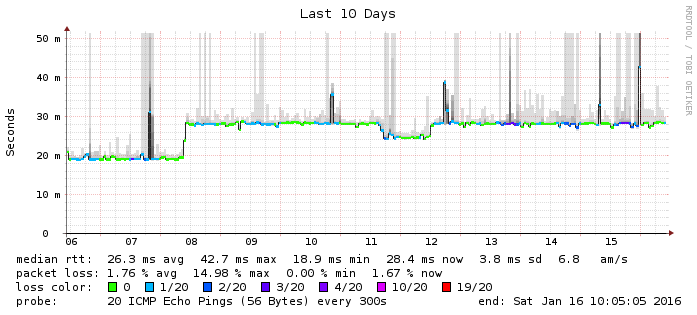 Last 10 Days
RRDTOOL / TOBI OETIKER
Seconds
50 m
40 m
30 m
20 m
10 m
0
06 07 08 09 10 11 12 13 14 15
median rtt: 26.3 ms avg 42.7 ms max 18.9 ms min 28.4 ms now 3.8 ms sd 6.8 am/s
packet loss: 1.76 % avg 14.98 % max 0.00 % min 1.67 % now
loss color: 0 1/20 2/20 3/20 4/20 10/20 19/20
probe: 20 ICMP Echo Pings (56 Bytes) every 300s end: Sat Jan 16 10:05:05 2016